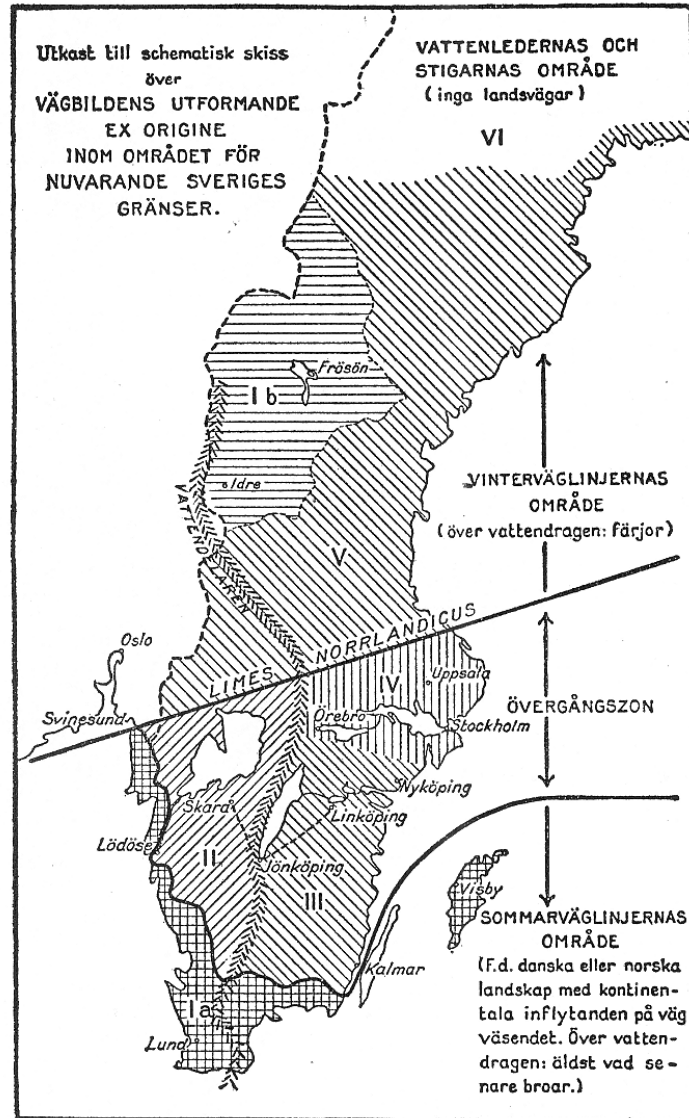 Utkast till schematisk skiss
över
VÄGBILDENS UTFORMANDE
EX ORIGINE
INOM OMRÅDET FÖR
NUVARANDE SVERIGES
GRÄNSER.
VATTENLEDERNAS OCH
STIGARNAS OMRÅDE
(inga landsvägar)
VI
Frösön
I b
Idre
VATTENDELAREN
V
VINTERVÄGLINJERNAS
OMRÅDE
(över vattendragen: färjor)
LIMES NORRLANDICUS
Oslo
Svinesund
IV
Uppsala
Örebro
Stockholm
ÖVERGÅNGSZON
Nyköping
Skara
Linköping
Lödöse
II
Jönköping
III
Visby
Kalmar
I a
Lund
SOMMARVÄGLINJERNAS
OMRÅDE
(F.d. danska eller norska
landskap med kontinen-
tala inflytanden på väg
väsendet. Över vatten-
dragen: äldst vad se-
nare broar.)